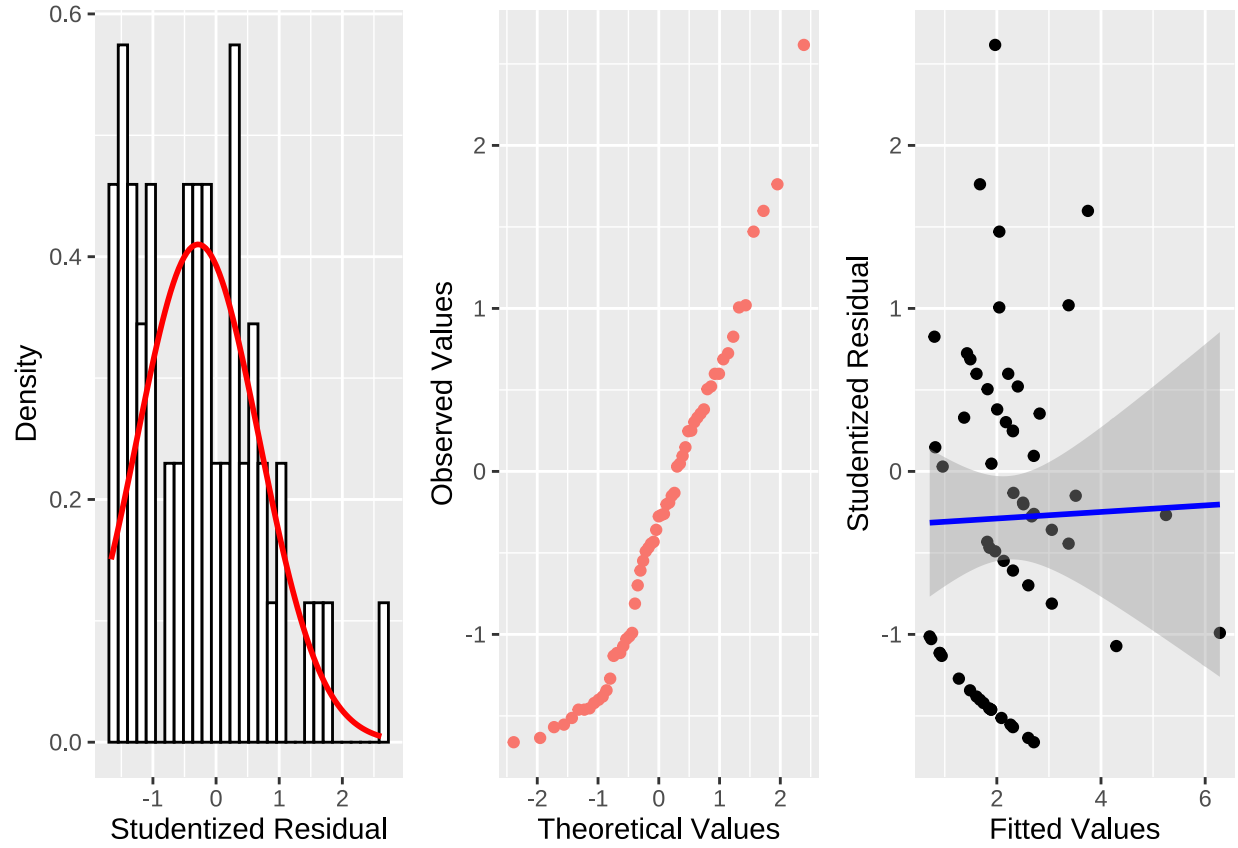 0.6
0.4
0.2
0.0
Density
-1 0 1 2
Studentized Residual
2
1
0
-1
Observed Values
-2 -1 0 1 2
Theoretical Values
2
1
0
-1
Studentized Residual
2 4 6
Fitted Values